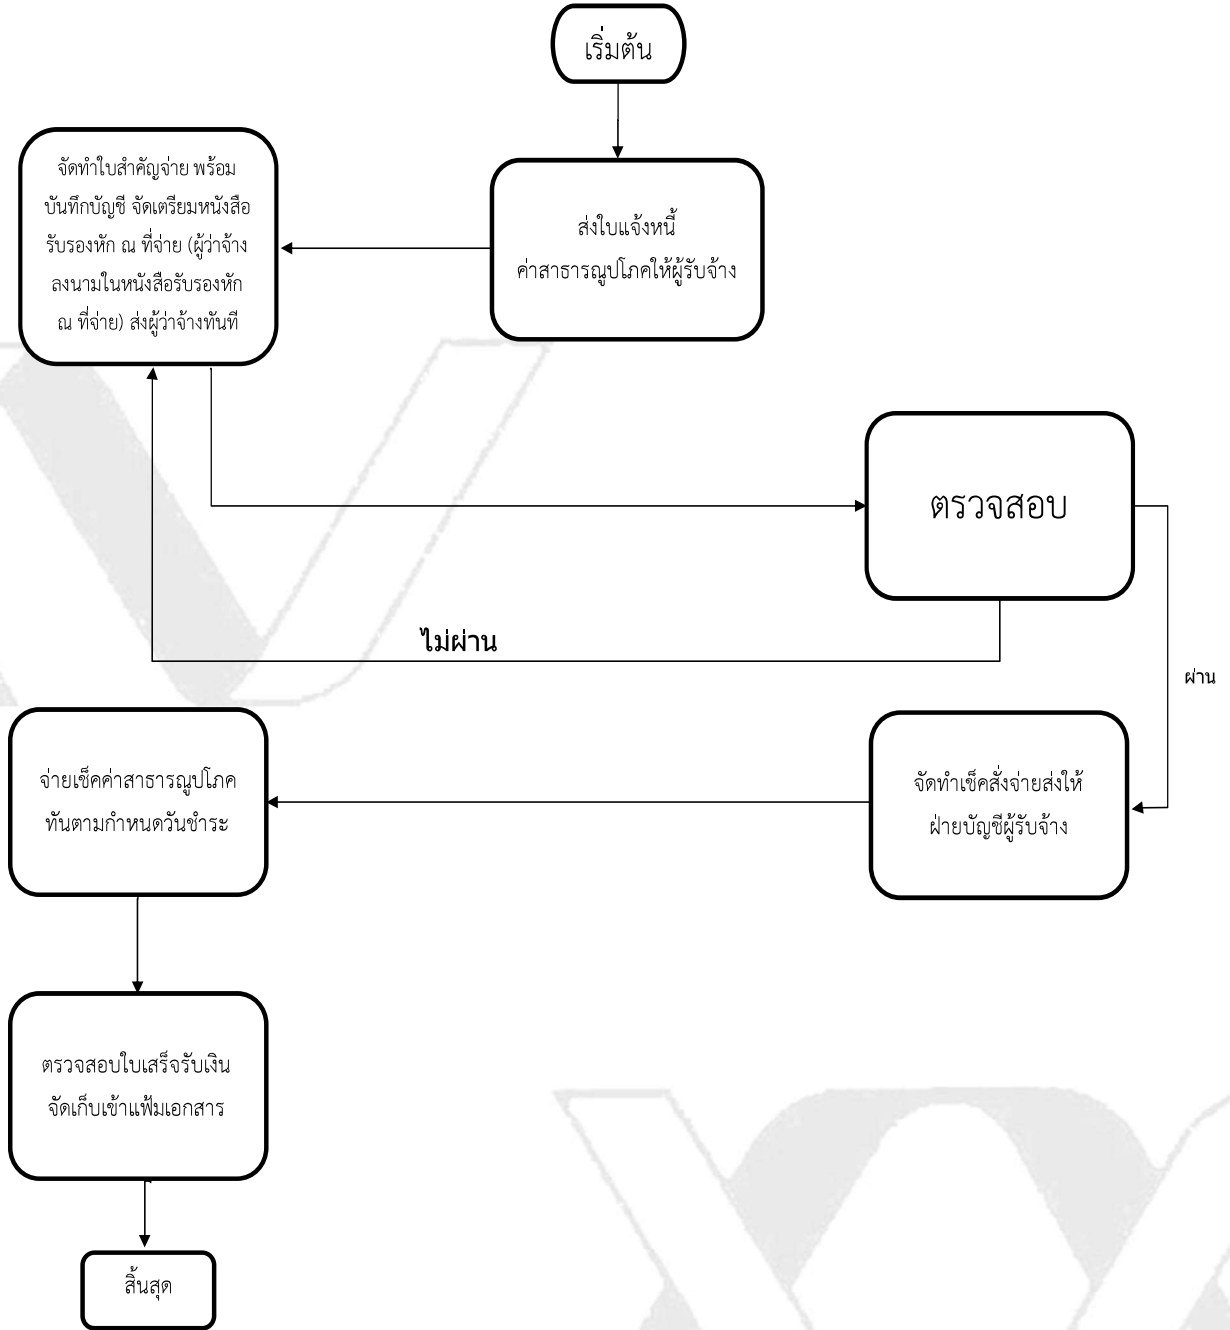 เริ่มต้น
ส่งใบแจ้งหนี้
ค่าสาธารณูปโภคให้ผู้รับจ้าง
จัดทำใบสำคัญจ่าย พร้อม
บันทึกบัญชี จัดเตรียมหนังสือ
รับรองหัก ณ ที่จ่าย (ผู้ว่าจ้าง
ลงนามในหนังสือรับรองหัก
ณ ที่จ่าย) ส่งผู้ว่าจ้างทันที
ตรวจสอบ
ไม่ผ่าน
ผ่าน
จัดทำเช็คสั่งจ่ายส่งให้
ฝ่ายบัญชีผู้รับจ้าง
จ่ายเช็คค่าสาธารณูปโภค
ทันตามกำหนดวันชำระ
ตรวจสอบใบเสร็จรับเงิน
จัดเก็บเข้าแฟ้มเอกสาร
สิ้นสุด